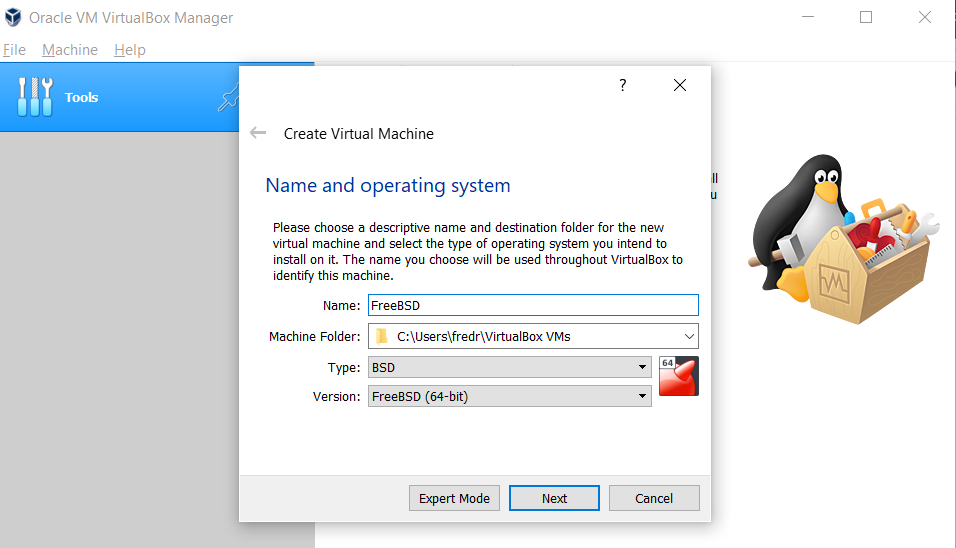 Oracle VM VirtualBox Manager
File Machine Help
Tools
?
Create Virtual Machine
Name and operating system
Please choose a descriptive name and destination folder for the new
virtual machine and select the type of operating system you intend to
install on it. The name you choose will be used throughout VirtualBox to
identify this machine.
Name: FreeBSD
Machine Folder: C:\Users\fredr\VirtualBox VMs
Type: BSD
64
Version: FreeBSD (64-bit)
Expert Mode Next Cancel